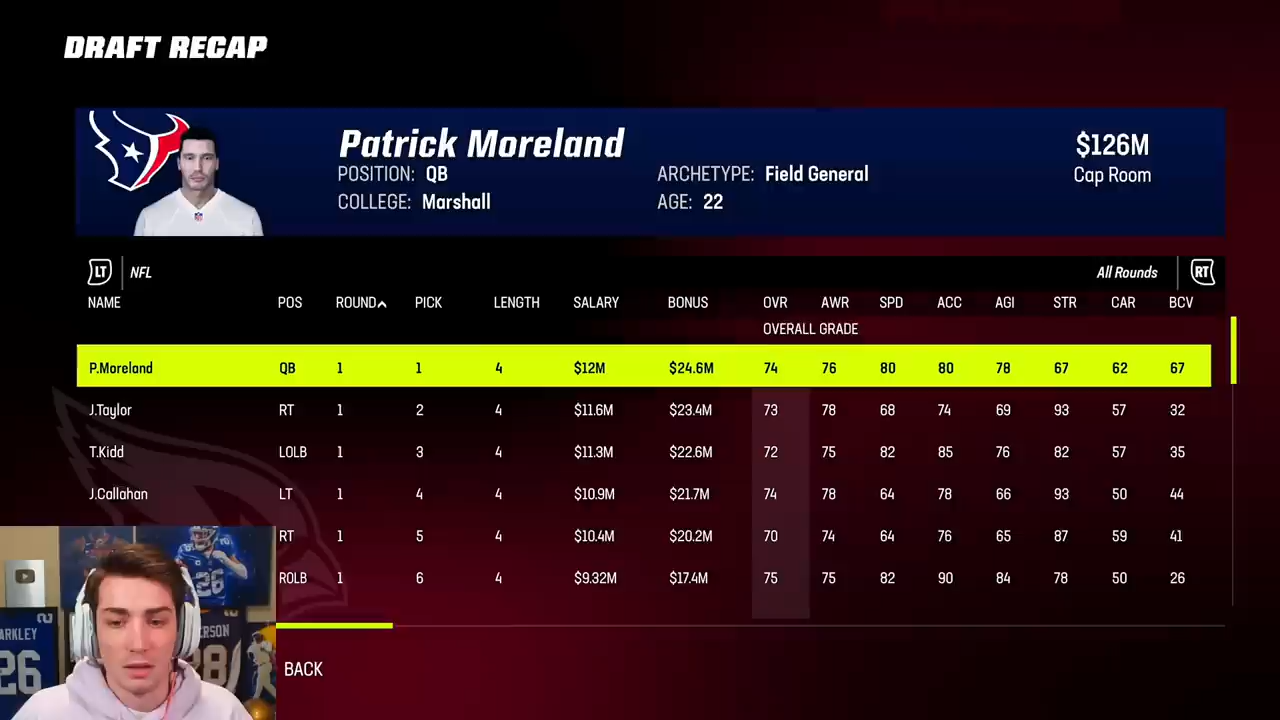 DRAFT RECAP
Patrick Moreland
POSITION: QB
COLLEGE: Marshall
ARCHETYPE: Field General
AGE: 22
$126M
Cap Room
LT NFL
All Rounds RT
NAME POS ROUND PICK LENGTH SALARY BONUS OVR AWR SPD ACC AGI STR CAR BCV
OVERALL GRADE
P.Moreland QB 1 1 4 $12M $24.6M 74 76 80 80 78 67 62 67
J.Taylor RT 1 2 4 $11.6M $23.4M 73 78 68 74 69 93 57 32
T.Kidd LOLB 1 3 4 $11.3M $22.6M 72 75 82 85 76 82 57 35
J.Callahan LT 1 4 4 $10.9M $21.7M 74 78 64 78 66 93 50 44
RT 1 5 4 $10.4M $20.2M 70 74 64 76 65 87 59 41
ROLB 1 6 4 $9.32M $17.4M 75 75 82 90 84 78 50 26
BACK
26
ARKLEY
26
ERSON
28